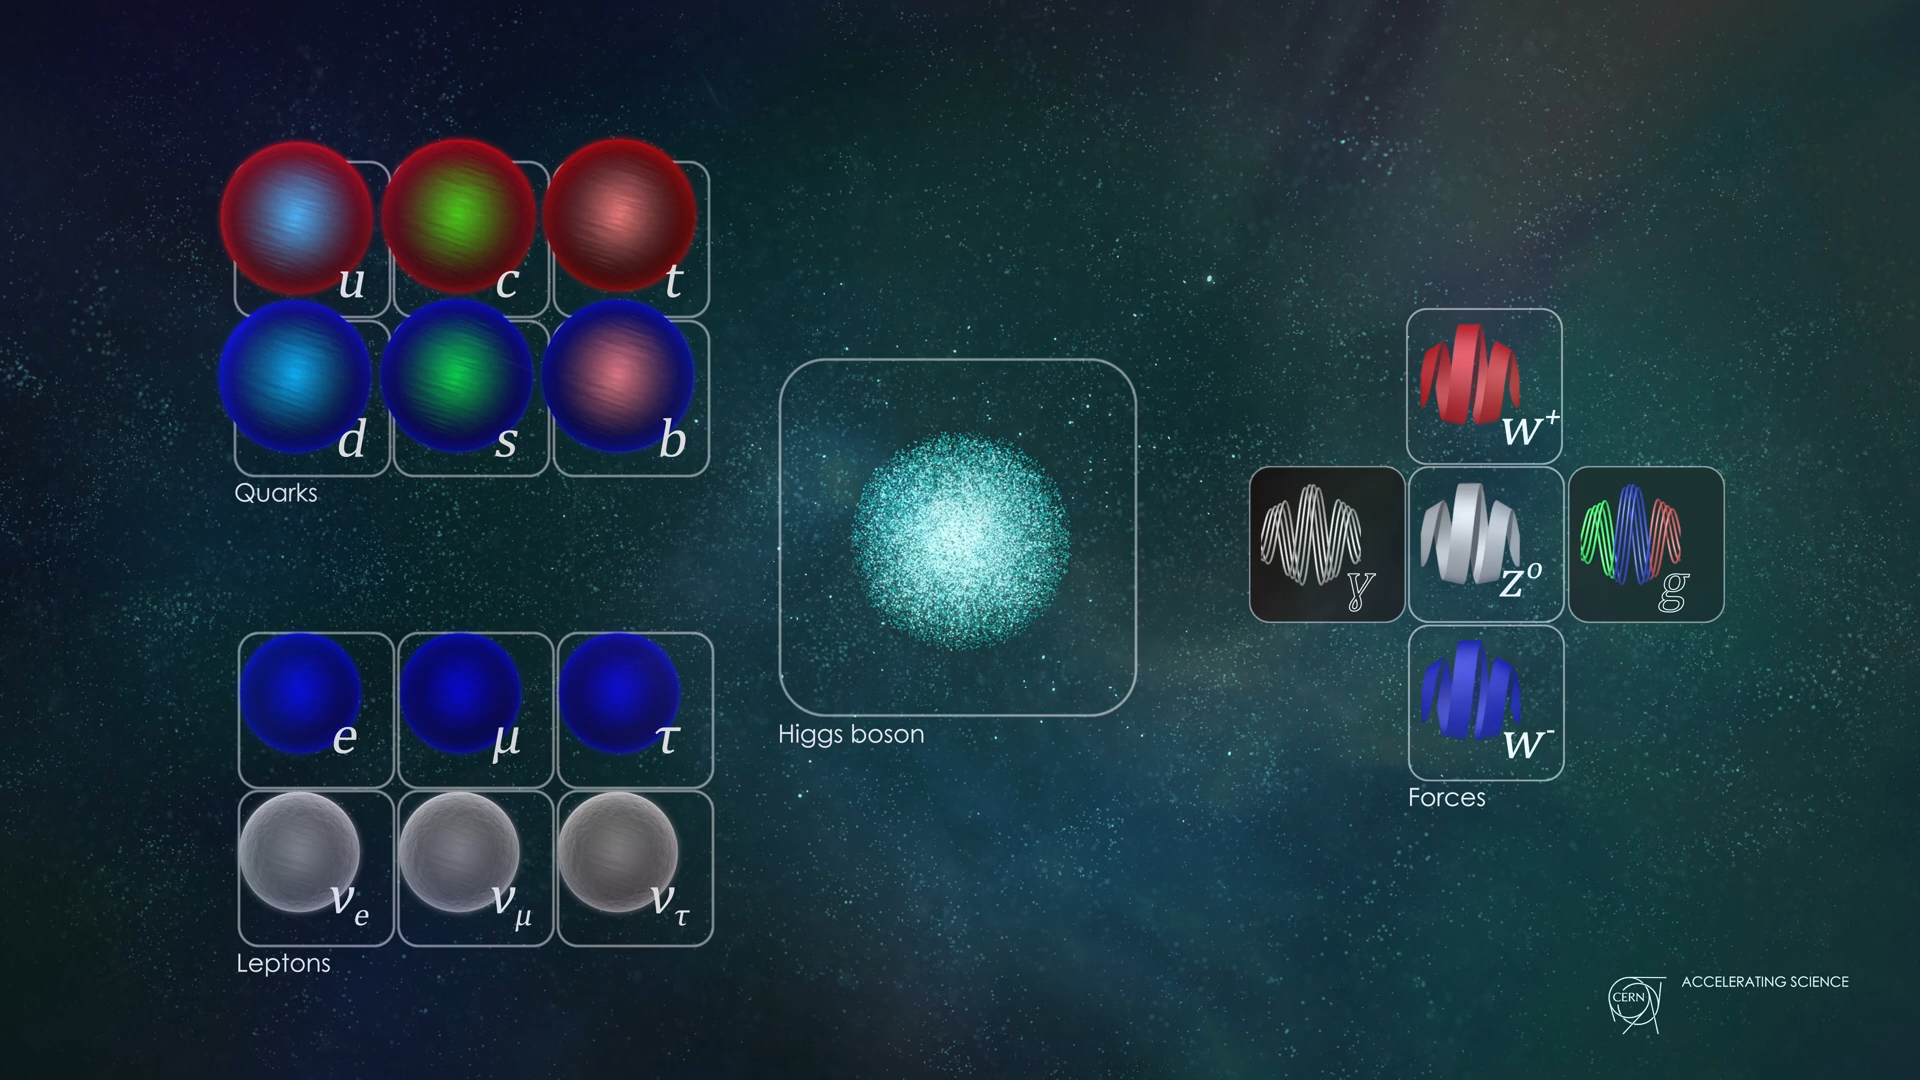 u c t
d s b
Quarks
e μ τ
νe νμ ντ
Leptons
Higgs boson
W+
γ Z0 g
W-
Forces
CERN
ACCELERATING SCIENCE